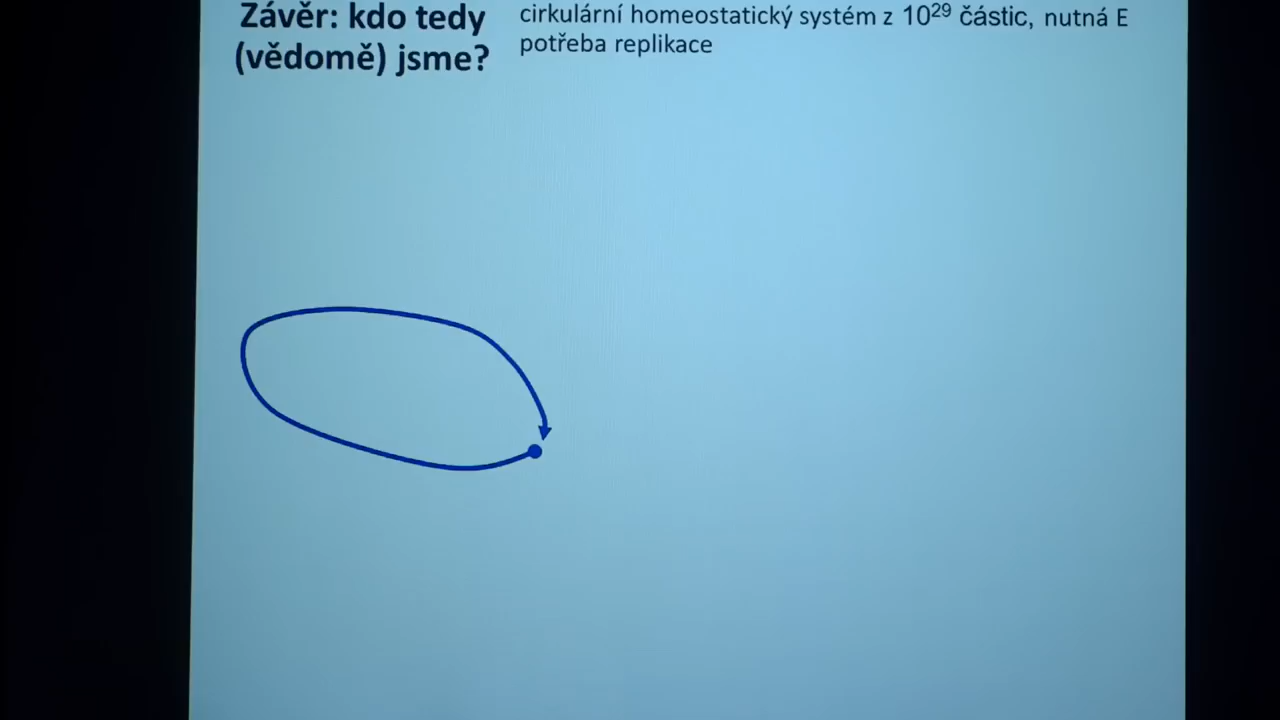 Závěr: kdo tedy
(vědomě) jsme?
cirkulární homeostatický systém z 10²⁹ částic, nutná E
potřeba replikace